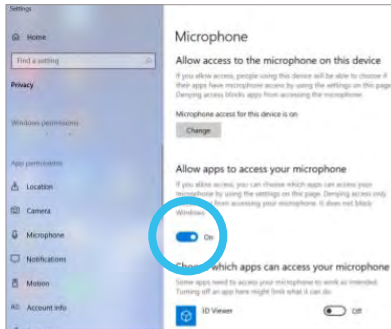 Settings
Home
Find a setting
Privacy
Windows permissions
App permissions
Location
Camera
Microphone
Notifications
Motion
Account info
Microphone
Allow access to the microphone on this device
If you allow access, people using this device will be able to choose if
their apps have microphone access by using the settings on this page.
Denying access blocks apps from accessing the microphone.
Microphone access for this device is on
Change
Allow apps to access your microphone
If you allow access, you can choose which apps can access your
microphone by using the settings on this page. Denying access only
from accessing your microphone. It does not block
Windows
On
Choose which apps can access your microphone
Some apps need to access your microphone to work as intended.
Turning off an app here might limit what it can do.
3D Viewer
Off